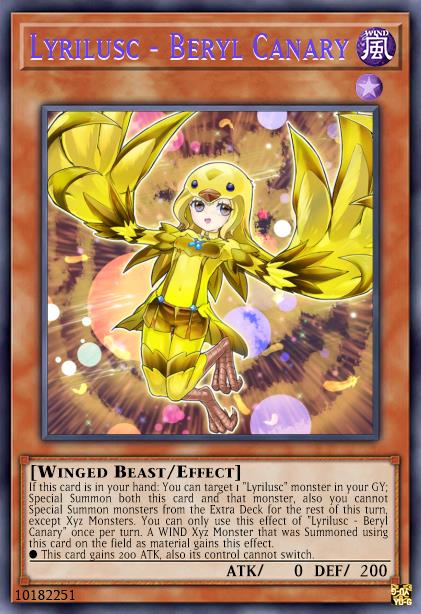 Lyrilusc - Beryl Canary
WIND
風
[Winged Beast/Effect]
If this card is in your hand: You can target 1 "Lyrilusc" monster in your GY;
Special Summon both this card and that monster, also you cannot
Special Summon monsters from the Extra Deck for the rest of this turn,
except Xyz Monsters. You can only use this effect of "Lyrilusc - Beryl
Canary" once per turn. A WIND Xyz Monster that was Summoned using
this card on the field as material gains this effect.
● This card gains 200 ATK, also its control cannot switch.
ATK/ 0 DEF/ 200
10182251